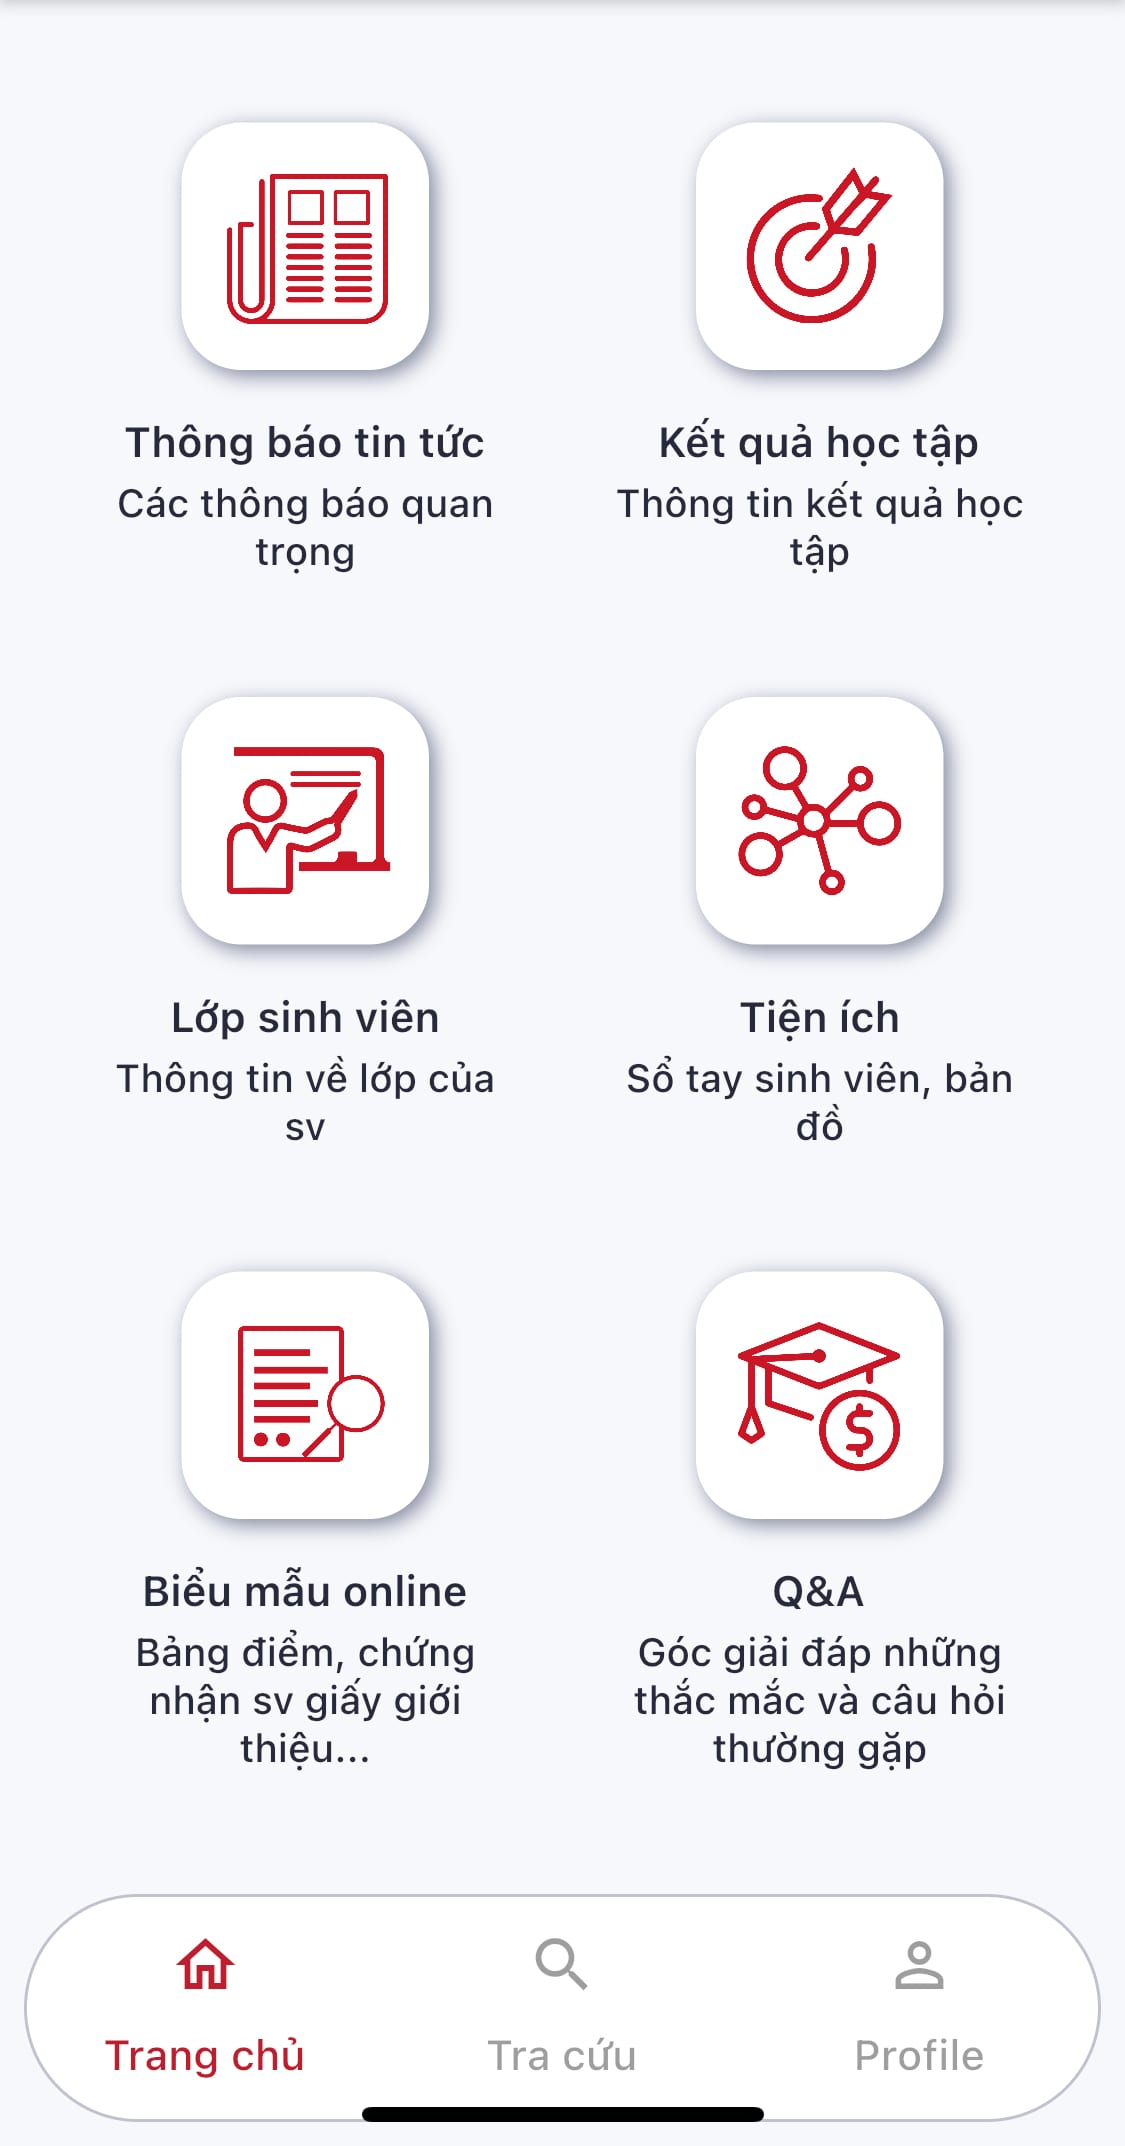 Thông báo tin tức
Các thông báo quan
trọng
Kết quả học tập
Thông tin kết quả học
tập
Lớp sinh viên
Thông tin về lớp của
sv
Tiện ích
Sổ tay sinh viên, bản
đồ
Biểu mẫu online
Bảng điểm, chứng
nhận sv giấy giới
thiệu...
Q&A
Góc giải đáp những
thắc mắc và câu hỏi
thường gặp
Trang chủ
Tra cứu
Profile